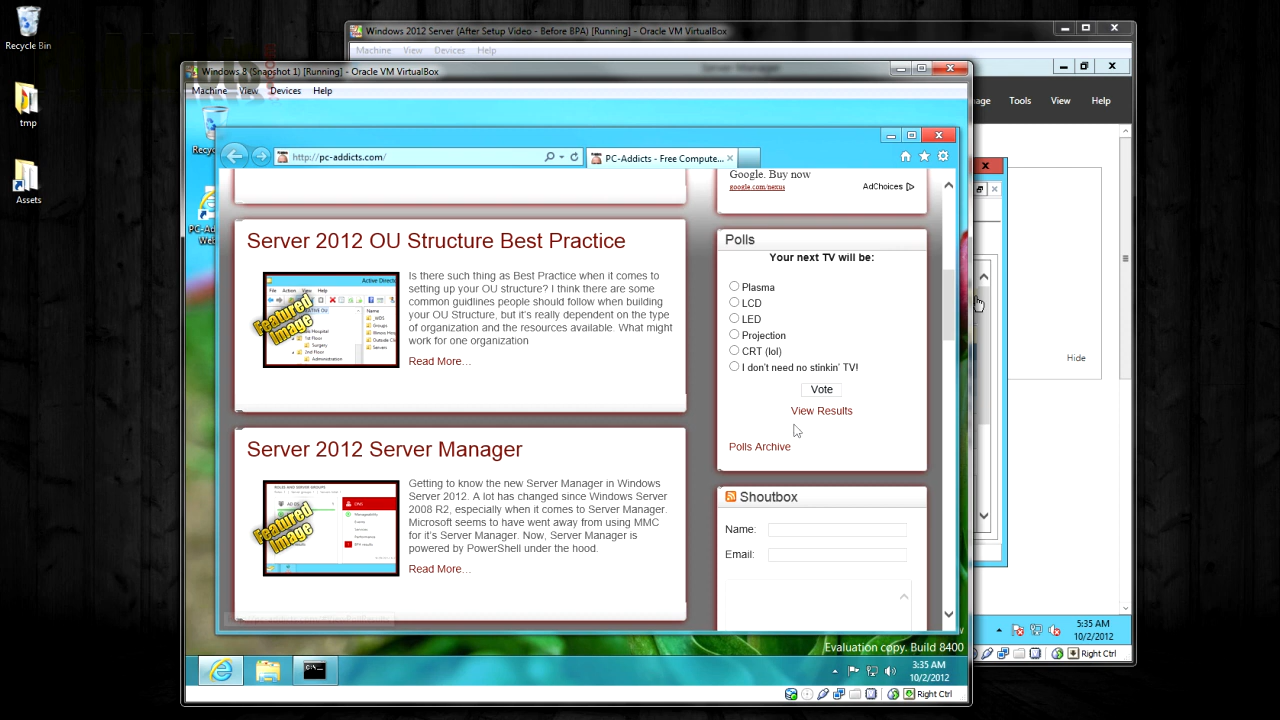 Recycle Bin
tmp
Assets
Windows 2012 Server (After Setup Video - Before BPA) [Running] - Oracle VM VirtualBox
Machine View Devices Help
Server Manager
Tools View Help
Hide
5:35 AM
10/2/2012
Right Ctrl
Windows 8 (Snapshot 1) [Running] - Oracle VM VirtualBox
Machine View Devices Help
http://pc-addicts.com/
PC-Addicts - Free Compute...
Google. Buy now
google.com/nexus
AdChoices
Server 2012 OU Structure Best Practice
Featured Image
Is there such thing as Best Practice when it comes to
setting up your OU structure? I think there are some
common guidlines people should follow when building
your OU Structure, but it's really dependent on the type
of organization and the resources available. What might
work for one organization
Read More...
Server 2012 Server Manager
Featured Image
Getting to know the new Server Manager in Windows
Server 2012. A lot has changed since Windows Server
2008 R2, especially when it comes to Server Manager.
Microsoft seems to have went away from using MMC
for it's Server Manager. Now, Server Manager is
powered by PowerShell under the hood.
Read More...
Polls
Your next TV will be:
Plasma
LCD
LED
Projection
CRT (lol)
I don't need no stinkin' TV!
Vote
View Results
Polls Archive
Shoutbox
Name:
Email:
Evaluation copy. Build 8400
3:35 AM
10/2/2012
Right Ctrl